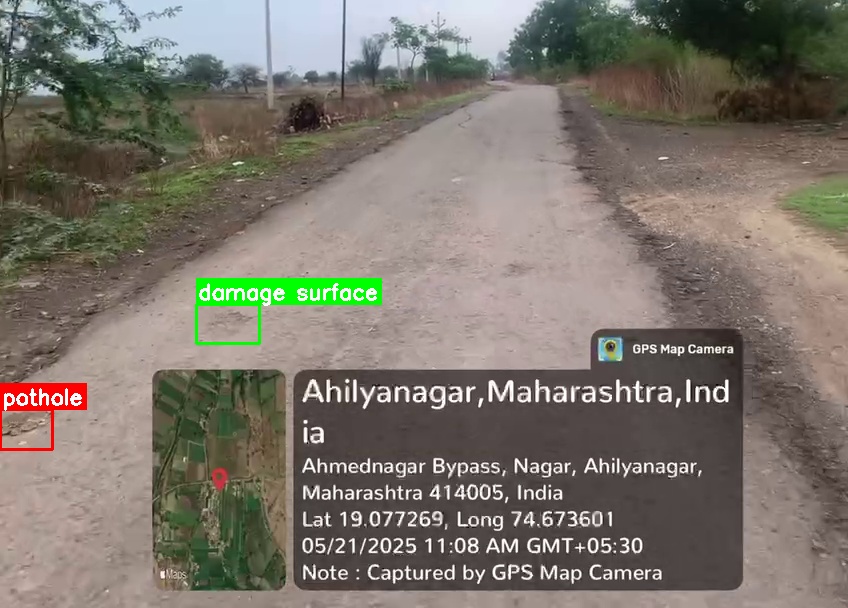 damage surface
GPS Map Camera
pothole
Ahilyanagar,Maharashtra,Ind
ia
Ahmednagar Bypass, Nagar, Ahilyanagar,
Maharashtra 414005, India
Lat 19.077269, Long 74.673601
05/21/2025 11:08 AM GMT+05:30
Note : Captured by GPS Map Camera
Maps